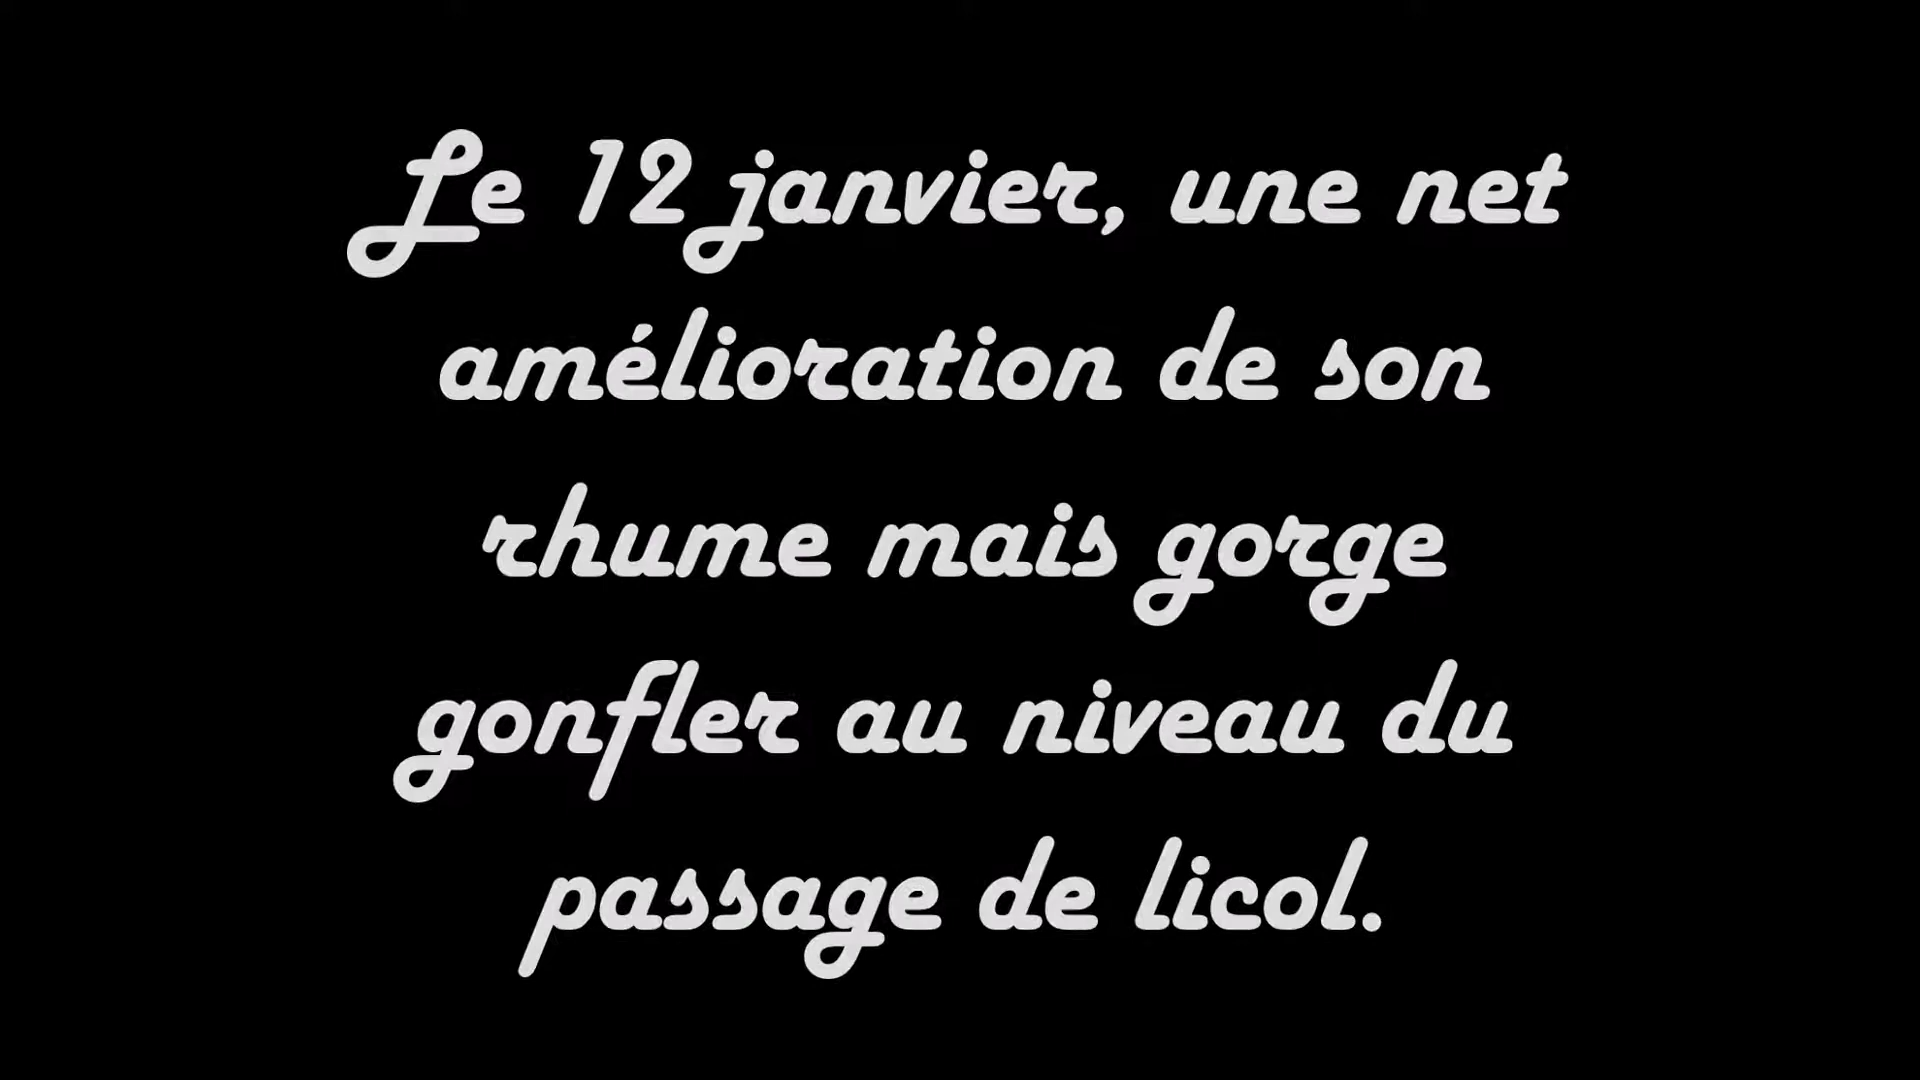 Le 12 janvier, une net
amélioration de son
rhume mais gorge
gonfler au niveau du
passage de licol.